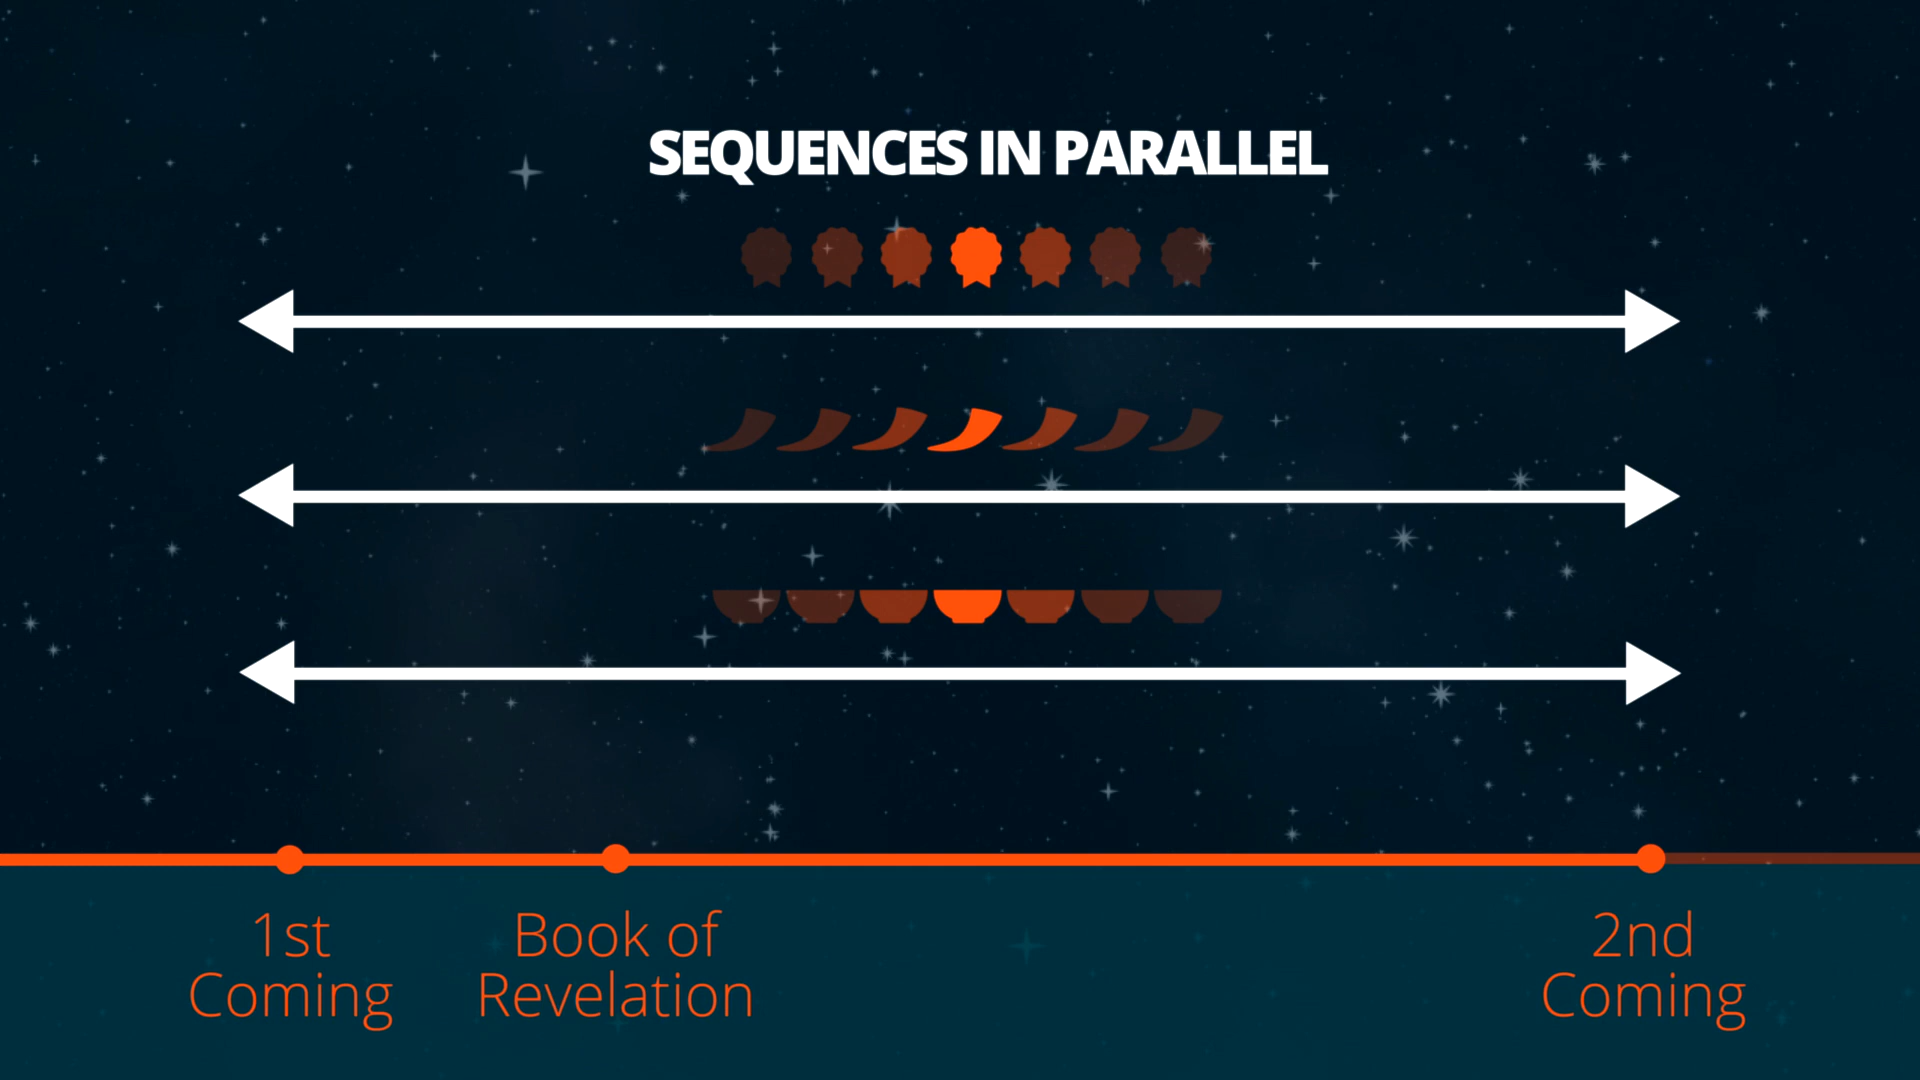 SEQUENCES IN PARALLEL
1st
Coming
Book of
Revelation
2nd
Coming